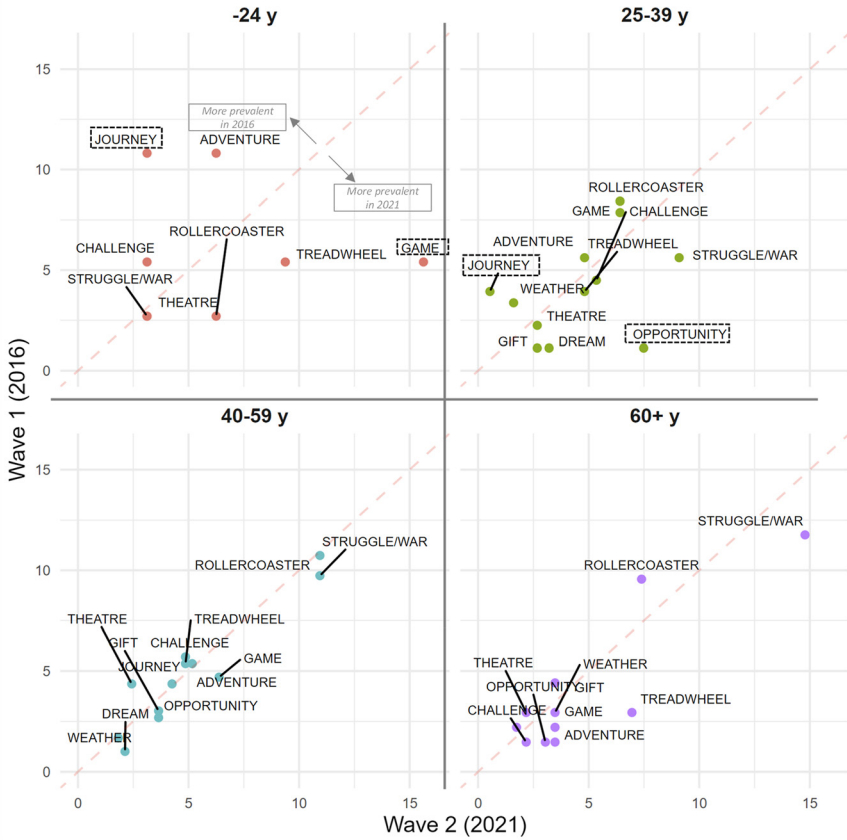 -24 y
25-39 y
15
10
5
0
More prevalent
in 2016
JOURNEY
ADVENTURE
More prevalent
in 2021
ROLLERCOASTER
CHALLENGE
TREADWHEEL
GAME
STRUGGLE/WAR
THEATRE
ROLLERCOASTER
GAME
CHALLENGE
ADVENTURE
TREADWHEEL
STRUGGLE/WAR
JOURNEY
WEATHER
THEATRE
OPPORTUNITY
GIFT
DREAM
Wave 1 (2016)
40-59 y
60+ y
15
10
5
0
STRUGGLE/WAR
ROLLERCOASTER
THEATRE
TREADWHEEL
GIFT
CHALLENGE
JOURNEY
GAME
ADVENTURE
OPPORTUNITY
DREAM
WEATHER
STRUGGLE/WAR
ROLLERCOASTER
THEATRE
WEATHER
OPPORTUNITY
GIFT
TREADWHEEL
CHALLENGE
GAME
ADVENTURE
0 5 10 15
0 5 10 15
Wave 2 (2021)